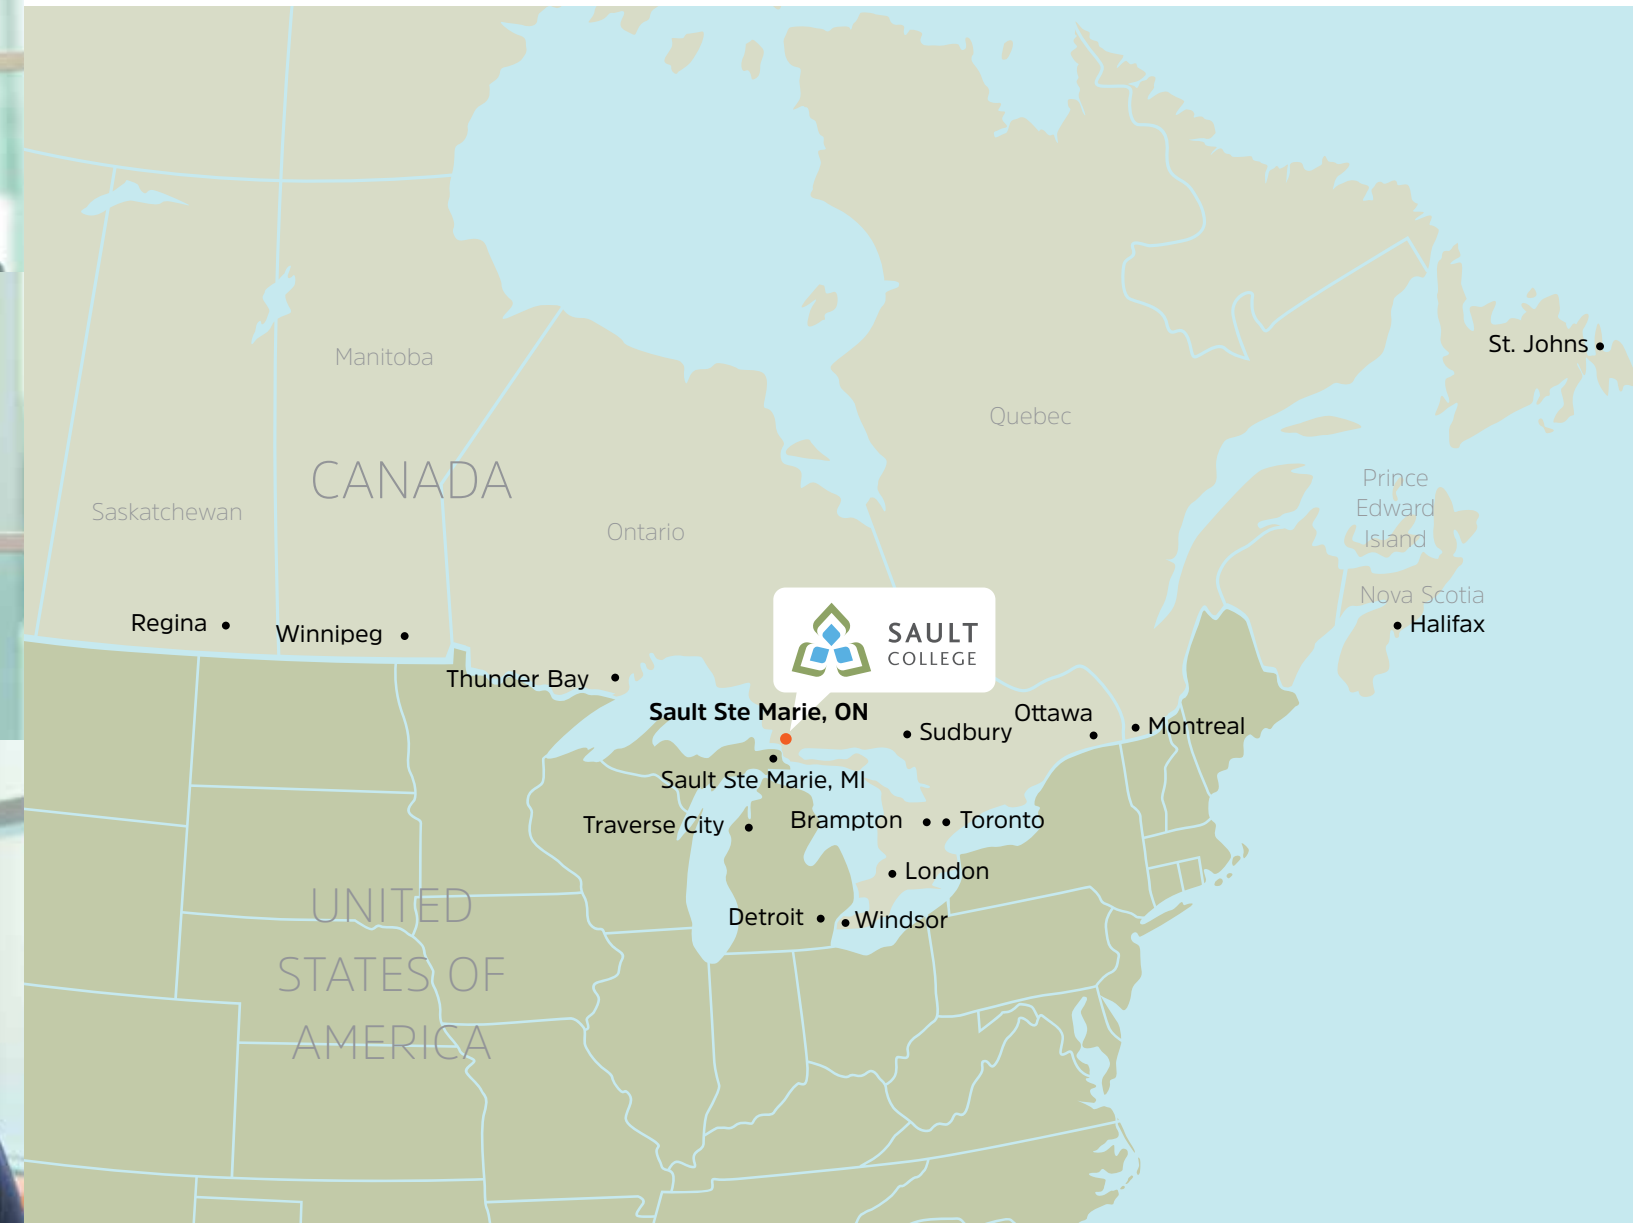 St. Johns
Manitoba
Quebec
CANADA
Prince
Edward
Island
Saskatchewan
Ontario
Nova Scotia
Regina
Winnipeg
Halifax
SAULT
COLLEGE
Thunder Bay
Sault Ste Marie, ON
Ottawa
Sudbury
Montreal
Sault Ste Marie, MI
Traverse City
Brampton
Toronto
London
UNITED
STATES OF
AMERICA
Detroit
Windsor